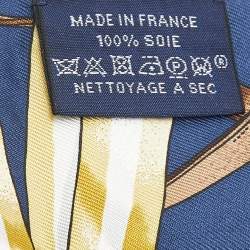 MADE IN FRANCE
100% SOIE
NETTOYAGE A SEC